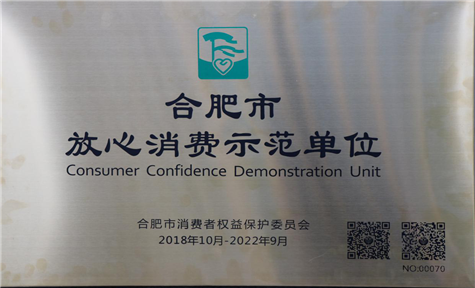 合肥市
放心消费示范单位
Consumer Confidence Demonstration Unit
合肥市消费者权益保护委员会
2018年10月-2022年9月
NO:00070